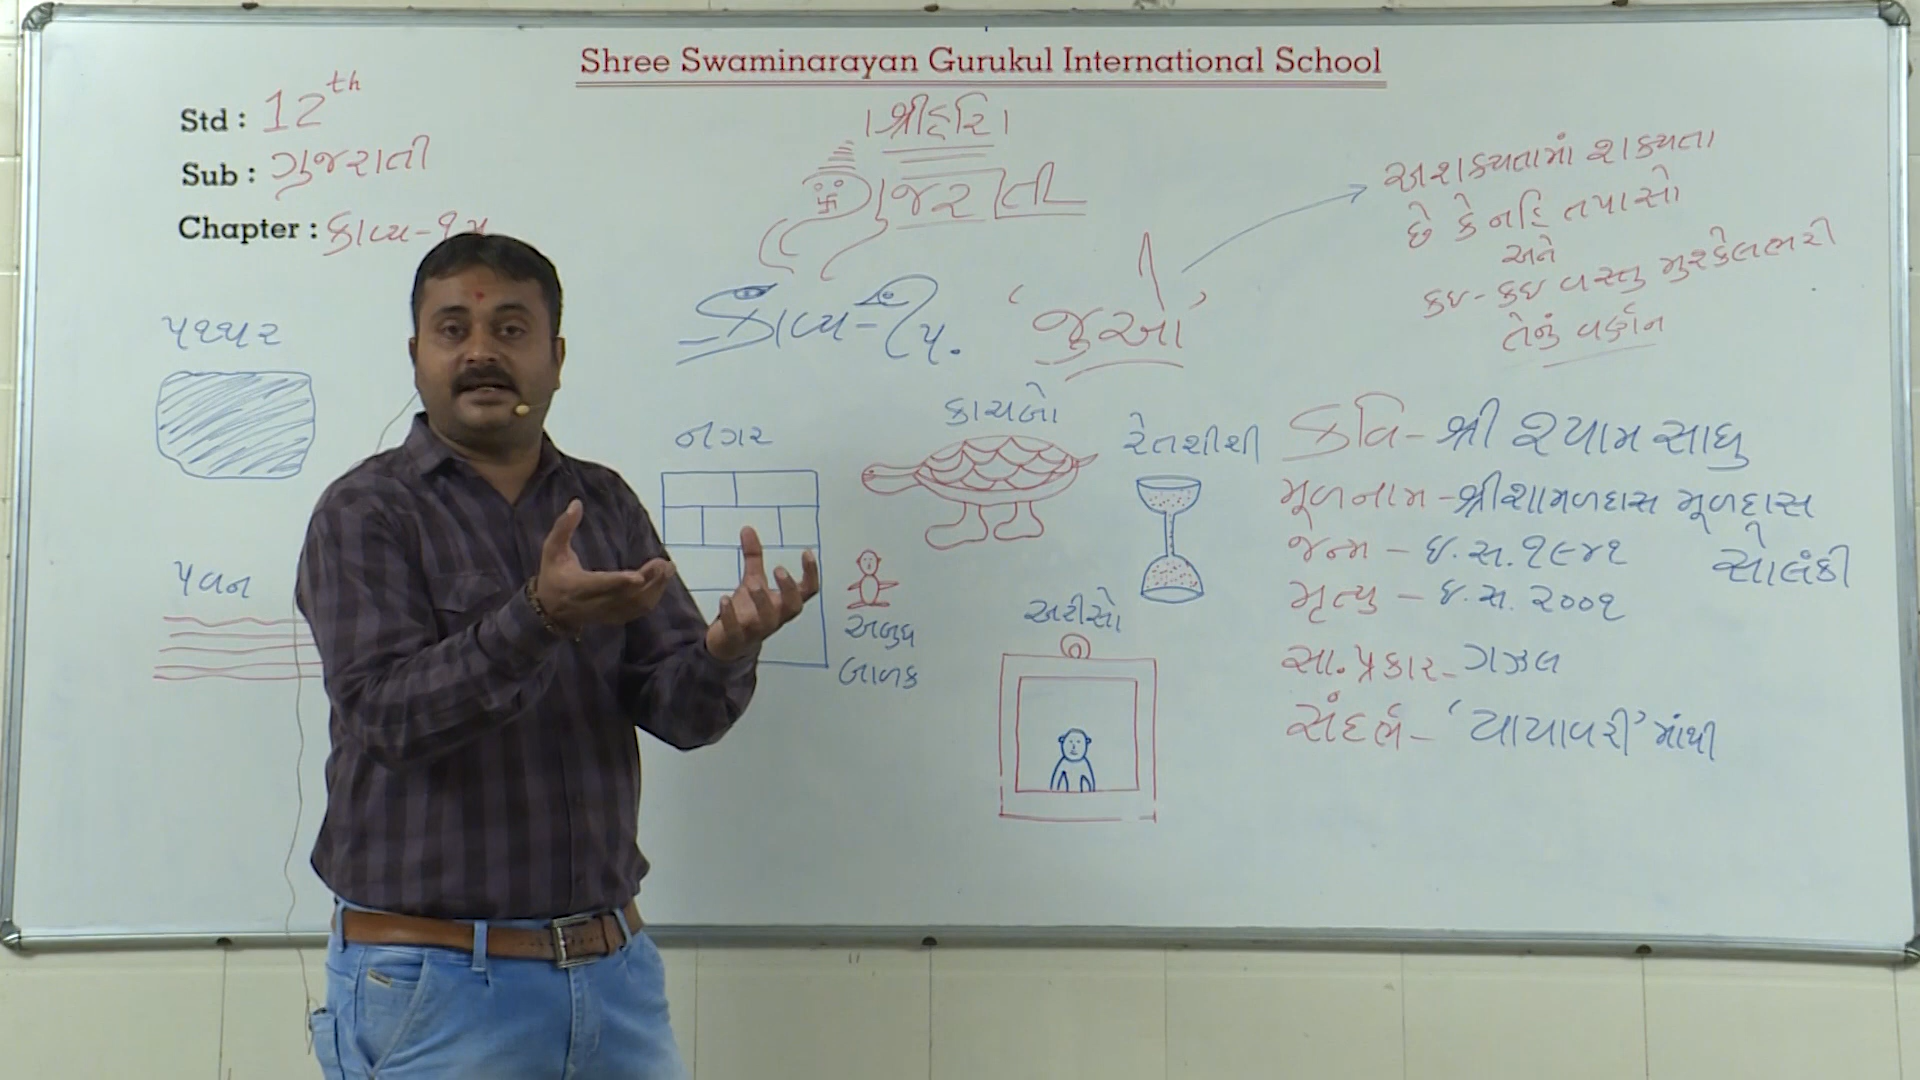 Shree Swaminarayan Gurukul International School
Std : 12th
Sub : ગુજરાતી
Chapter : કાવ્ય-૧૫
। શ્રીહરિ ।
ગુજરાતી
કાવ્ય-૧૫. 'જુઓ'
અશક્યતામાં શક્યતા
છે કે નહિ તપાસો
અને
કઇ-કઇ વસ્તુ મુશ્કેલભરી
તેનું વર્ણન
પથ્થર
પવન
નગર
અબુધ
બાળક
કાચબો
રેતશીશી
અરીસો
કવિ - શ્રી શ્યામ સાધુ
મૂળનામ - શ્રીશામળદાસ મૂળદાસ
સોલંકી
જન્મ - ઇ.સ. ૧૯૪૧
મૃત્યુ - ઇ.સ. ૨૦૦૧
સા.પ્રકાર - ગઝલ
સંદર્ભ - 'યાયાવરી' માંથી